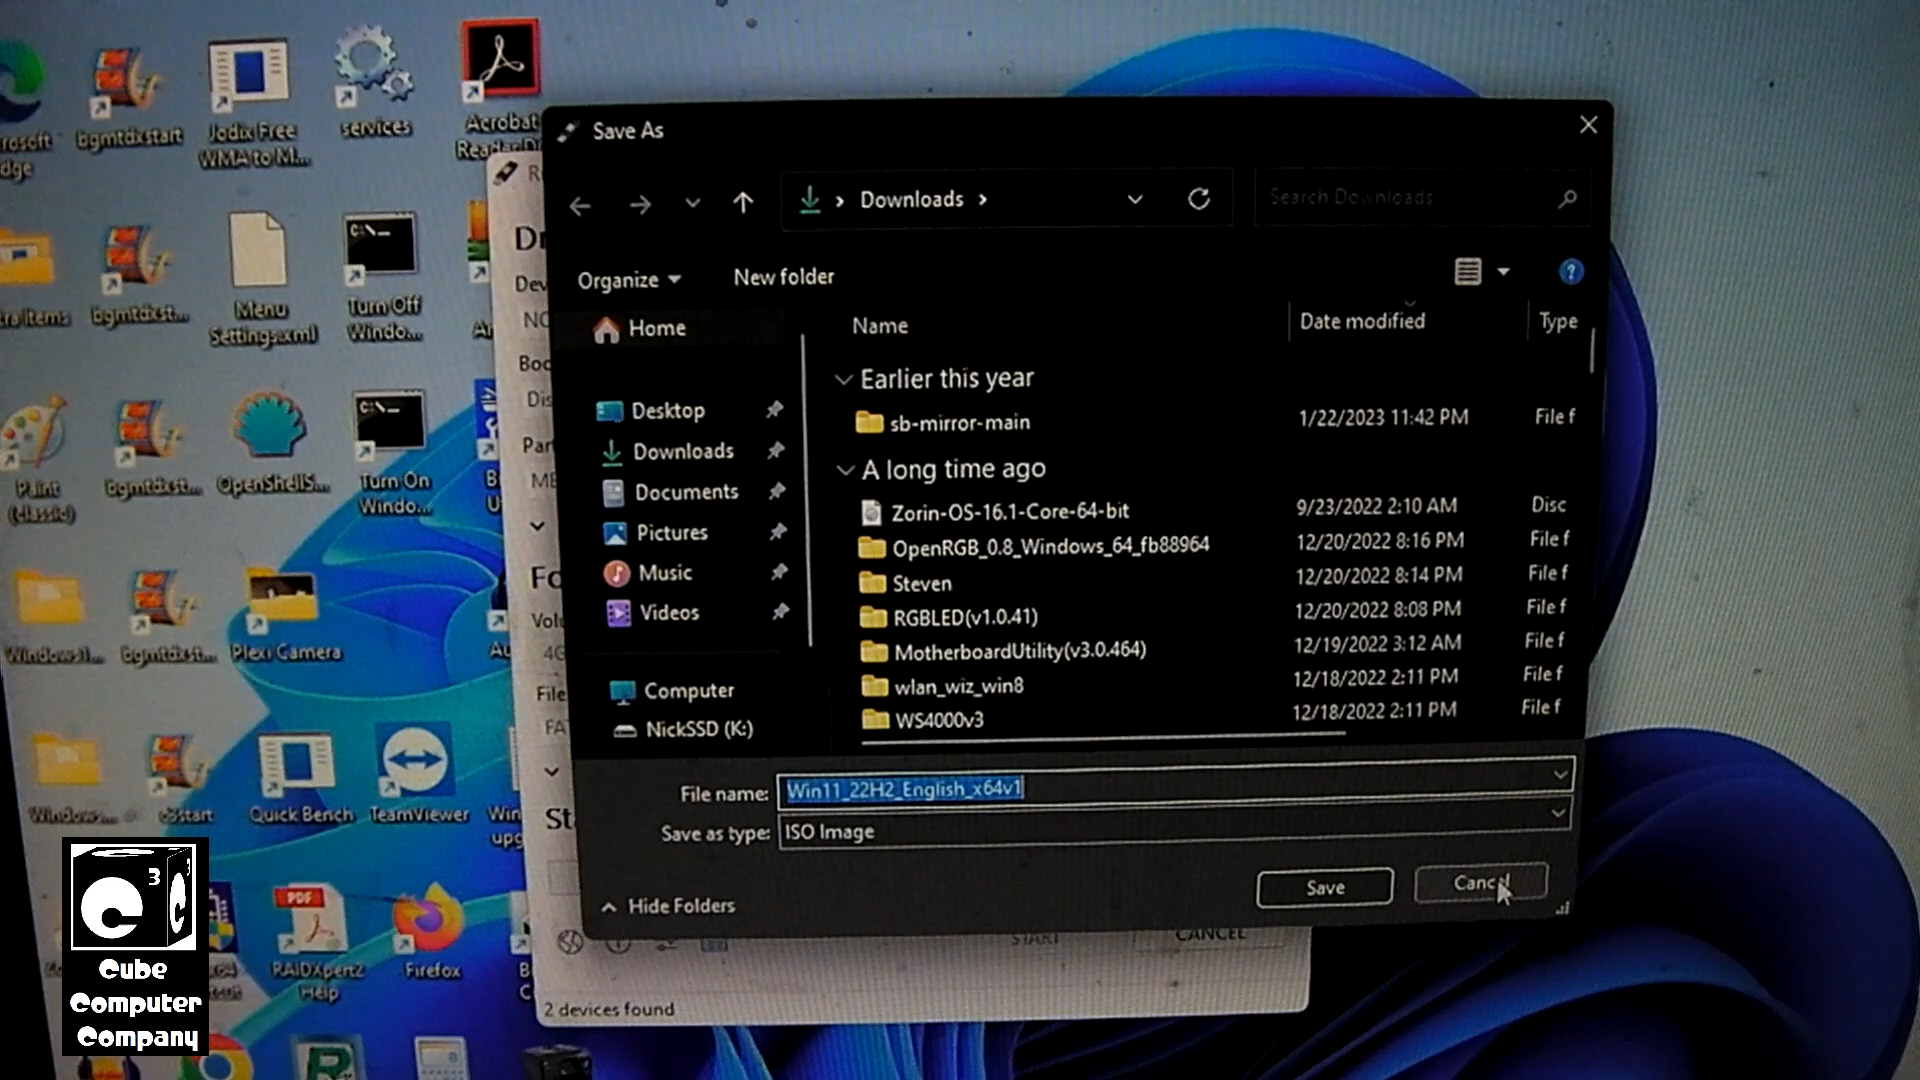 Save As
Downloads
Search Downloads
Organize
New folder
Home
Desktop
Downloads
Documents
Pictures
Music
Videos
Computer
NickSSD (K:)
Name
Date modified
Type
Earlier this year
sb-mirror-main
1/22/2023 11:42 PM
File f
A long time ago
Zorin-OS-16.1-Core-64-bit
9/23/2022 2:10 AM
Disc
OpenRGB_0.8_Windows_64_fb88964
12/20/2022 8:16 PM
File f
Steven
12/20/2022 8:14 PM
File f
RGBLED(v1.0.41)
12/20/2022 8:08 PM
File f
MotherboardUtility(v3.0.464)
12/19/2022 3:12 AM
File f
wlan_wiz_win8
12/18/2022 2:11 PM
File f
WS4000v3
12/18/2022 2:11 PM
File f
File name:
Win11_22H2_English_x64v1
Save as type:
ISO Image
Hide Folders
Save
Cancel
START
CANCEL
2 devices found
bgmtdxstart
Jodix Free
WMA to M...
services
Acrobat
bgmtdxst...
Menu
Settings.xml
Turn Off
Windo...
Paint
(classic)
bgmtdxst...
OpenShellS...
Turn On
Windo...
Windows11...
bgmtdxst...
Plexi Camera
Windows...
Quick Bench
TeamViewer
PDF
RAIDXpert2
Help
Firefox
C3
Cube
Computer
Company